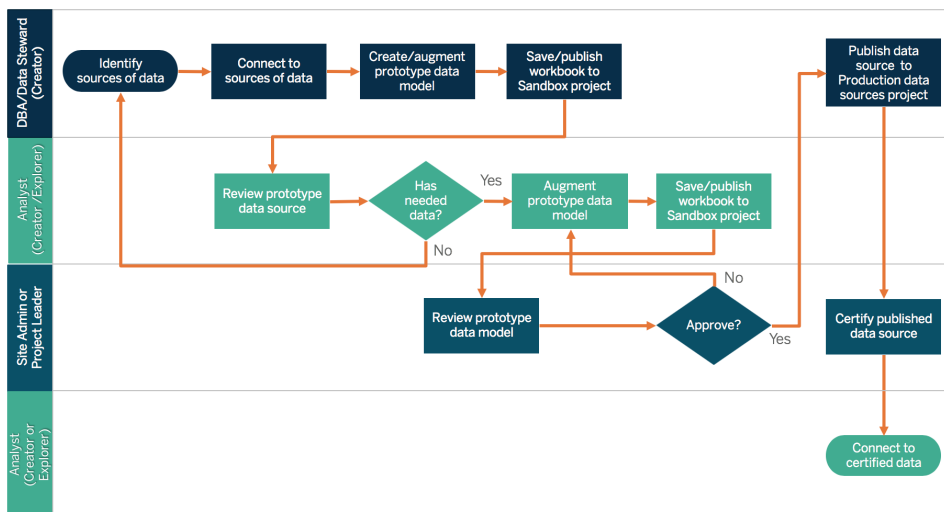 DBA/Data Steward
(Creator)
Identify
sources of data
Connect to
sources of data
Create/augment
prototype data
model
Save/publish
workbook to
Sandbox project
Publish data
source to
Production data
sources project
Analyst
(Creator /Explorer)
Review prototype
data source
Has
needed
data?
Yes
No
Augment
prototype data
model
Save/publish
workbook to
Sandbox project
Site Admin or
Project Leader
Review prototype
data model
Approve?
No
Yes
Certify published
data source
Analyst
(Creator or
Explorer)
Connect to
certified data